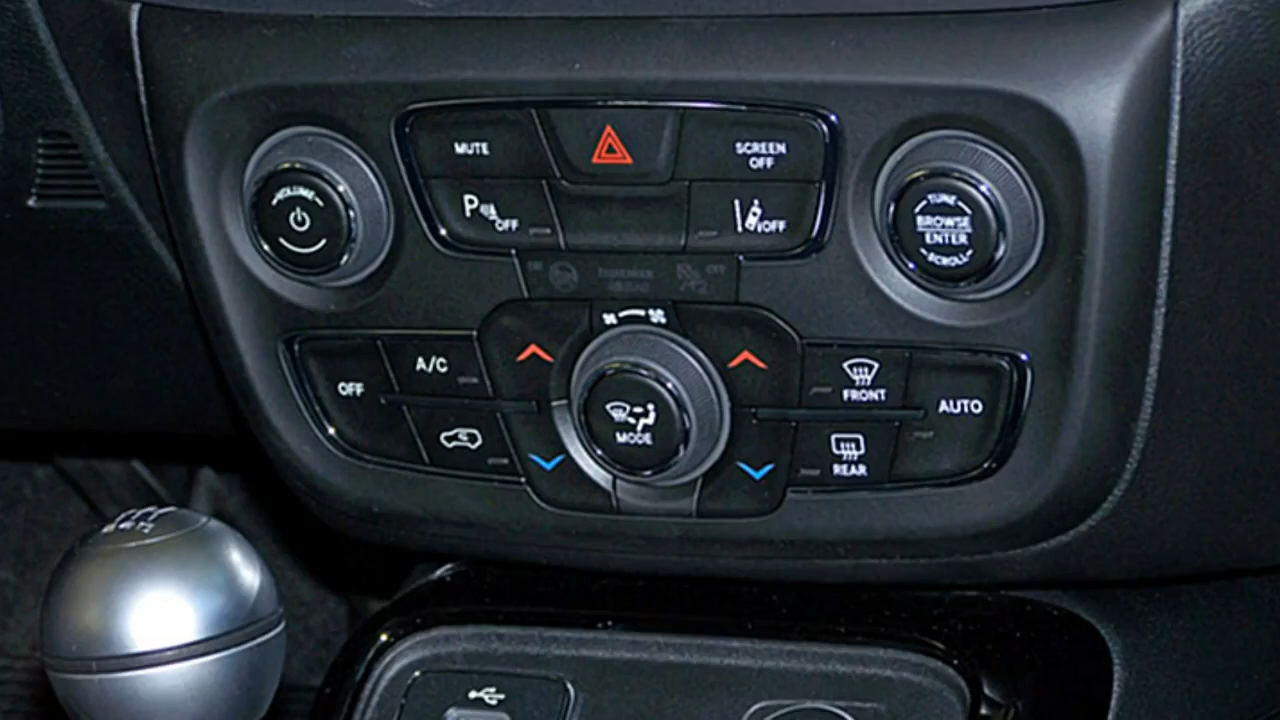 MUTE
SCREEN
OFF
P
OFF
OFF
VOLUME
TUNE
BROWSE
ENTER
SCROLL
A/C
OFF
FRONT
AUTO
MODE
REAR